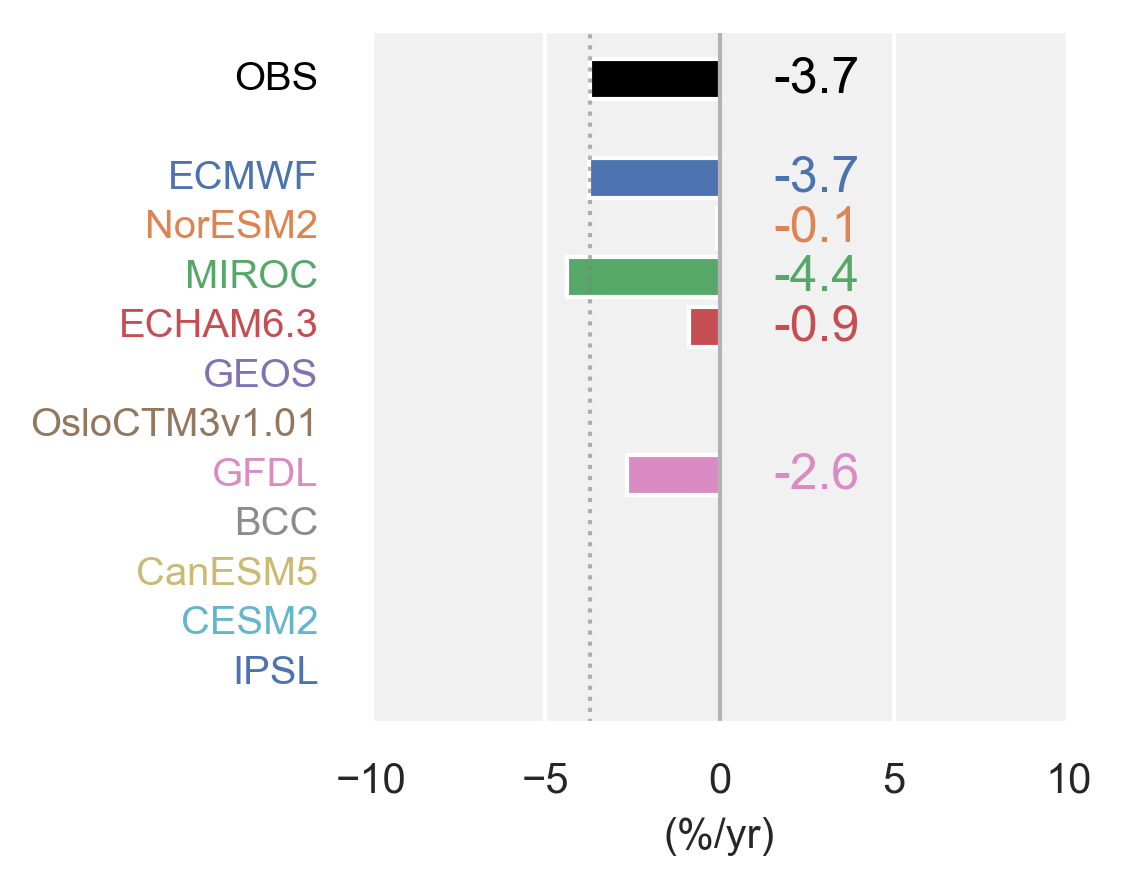 OBS -3.7
ECMWF -3.7
NorESM2 -0.1
MIROC -4.4
ECHAM6.3 -0.9
GEOS
OsloCTM3v1.01
GFDL -2.6
BCC
CanESM5
CESM2
IPSL
−10 −5 0 5 10
(%/yr)